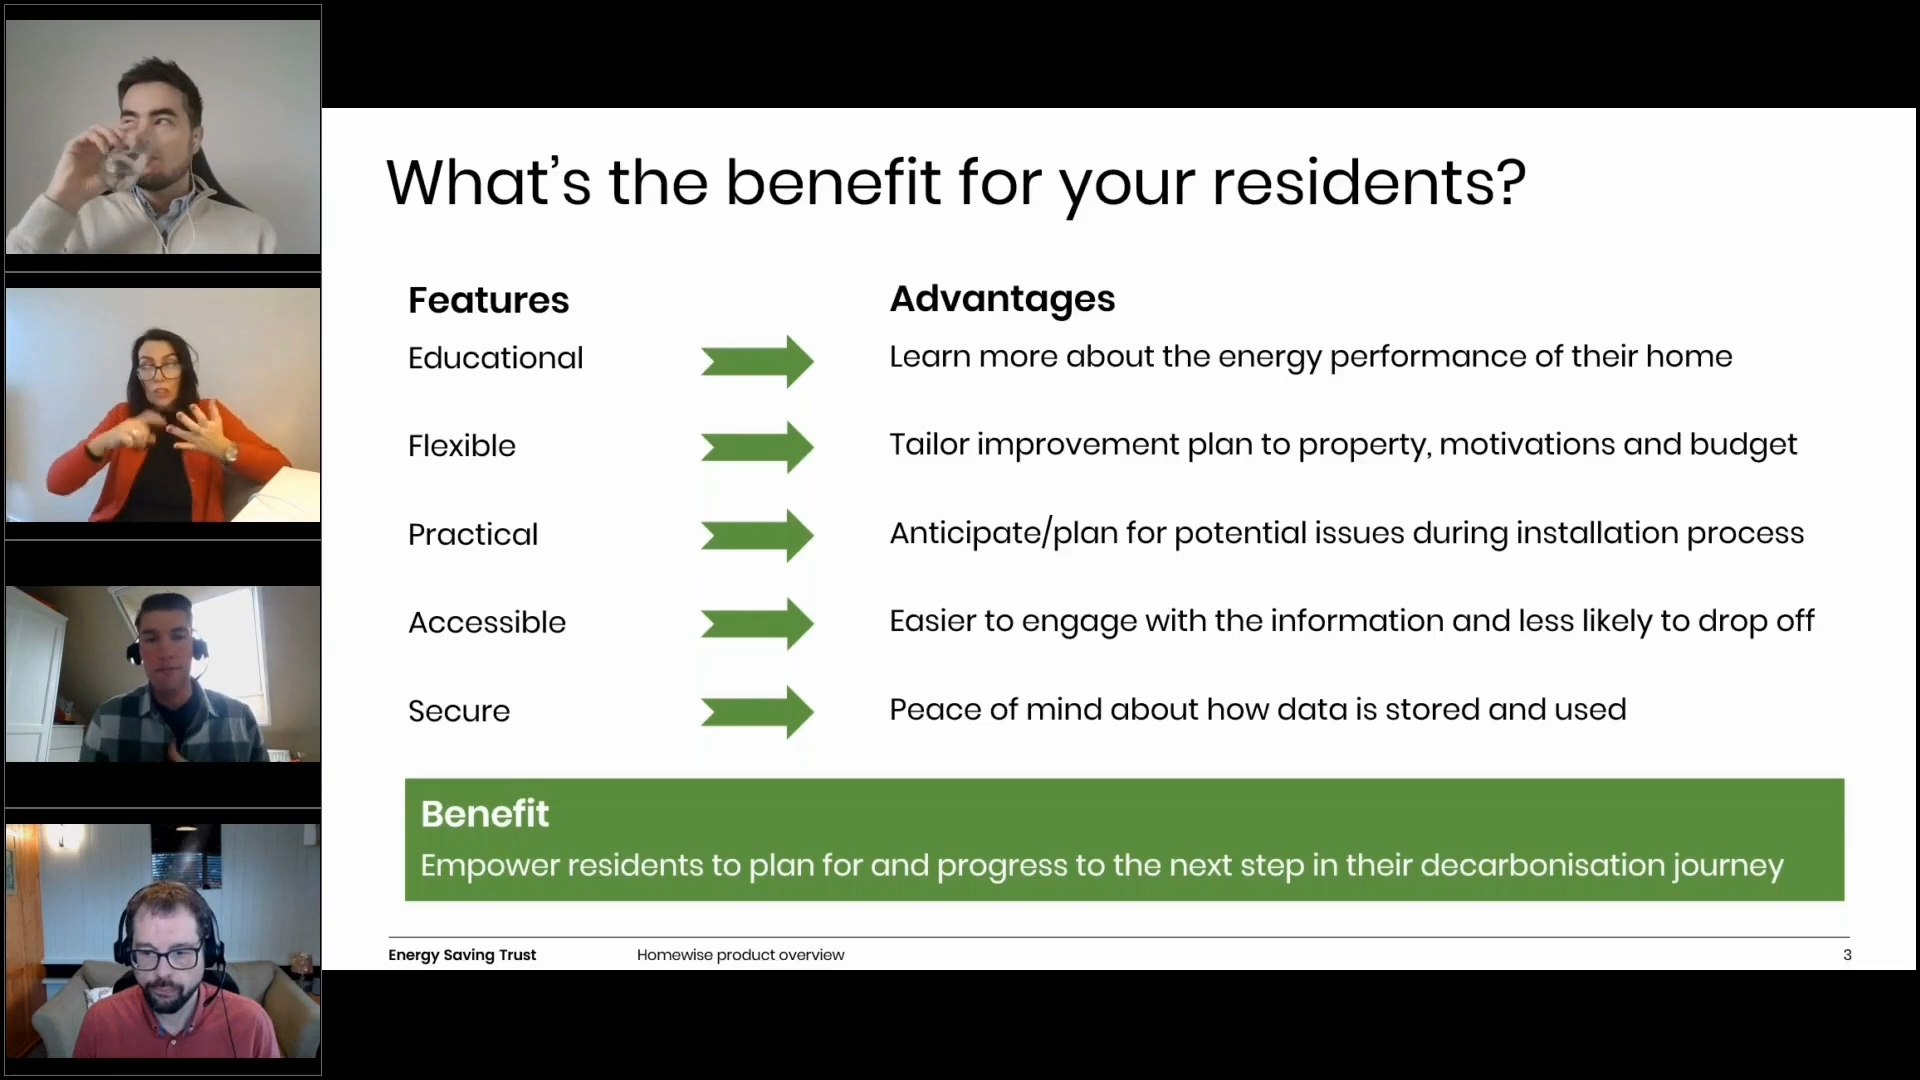 What’s the benefit for your residents?
Features
Advantages
Educational
Learn more about the energy performance of their home
Flexible
Tailor improvement plan to property, motivations and budget
Practical
Anticipate/plan for potential issues during installation process
Accessible
Easier to engage with the information and less likely to drop off
Secure
Peace of mind about how data is stored and used
Benefit
Empower residents to plan for and progress to the next step in their decarbonisation journey
Energy Saving Trust
Homewise product overview
3